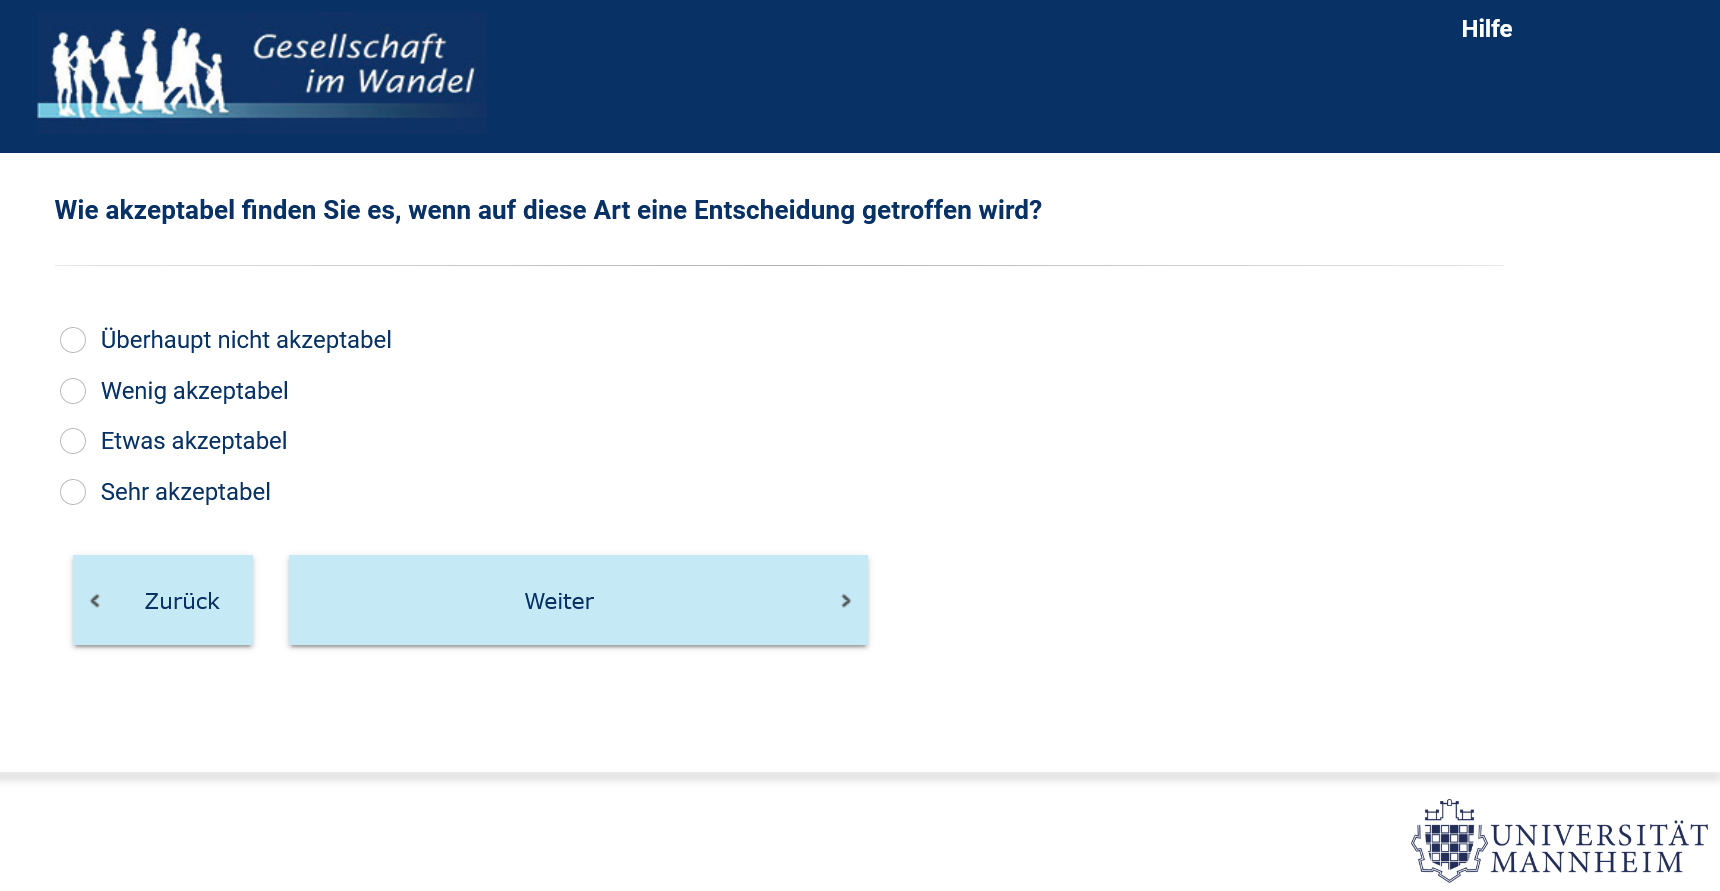 Gesellschaft
im Wandel
Hilfe
Wie akzeptabel finden Sie es, wenn auf diese Art eine Entscheidung getroffen wird?
Überhaupt nicht akzeptabel
Wenig akzeptabel
Etwas akzeptabel
Sehr akzeptabel
Zurück
Weiter
UNIVERSITÄT
MANNHEIM